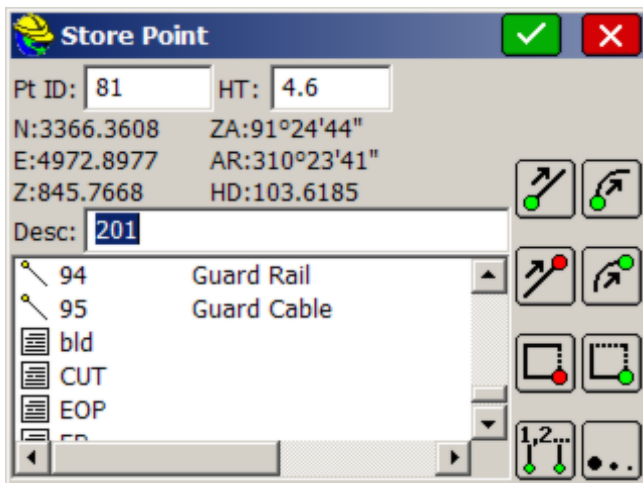 Store Point
Pt ID: 81 HT: 4.6
N:3366.3608 ZA:91°24'44"
E:4972.8977 AR:310°23'41"
Z:845.7668 HD:103.6185
Desc: 201
94 Guard Rail
95 Guard Cable
bld
CUT
EOP
1,2...